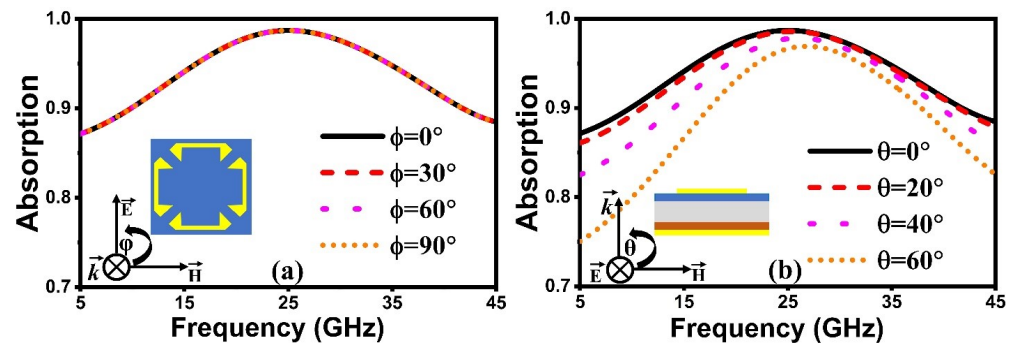 1.0
0.9
0.8
0.7
Absorption
ϕ=0°
ϕ=30°
ϕ=60°
ϕ=90°
E
φ
k
H
(a)
5 15 25 35 45
Frequency (GHz)
1.0
0.9
0.8
0.7
Absorption
θ=0°
θ=20°
θ=40°
θ=60°
k
θ
E
H
(b)
5 15 25 35 45
Frequency (GHz)